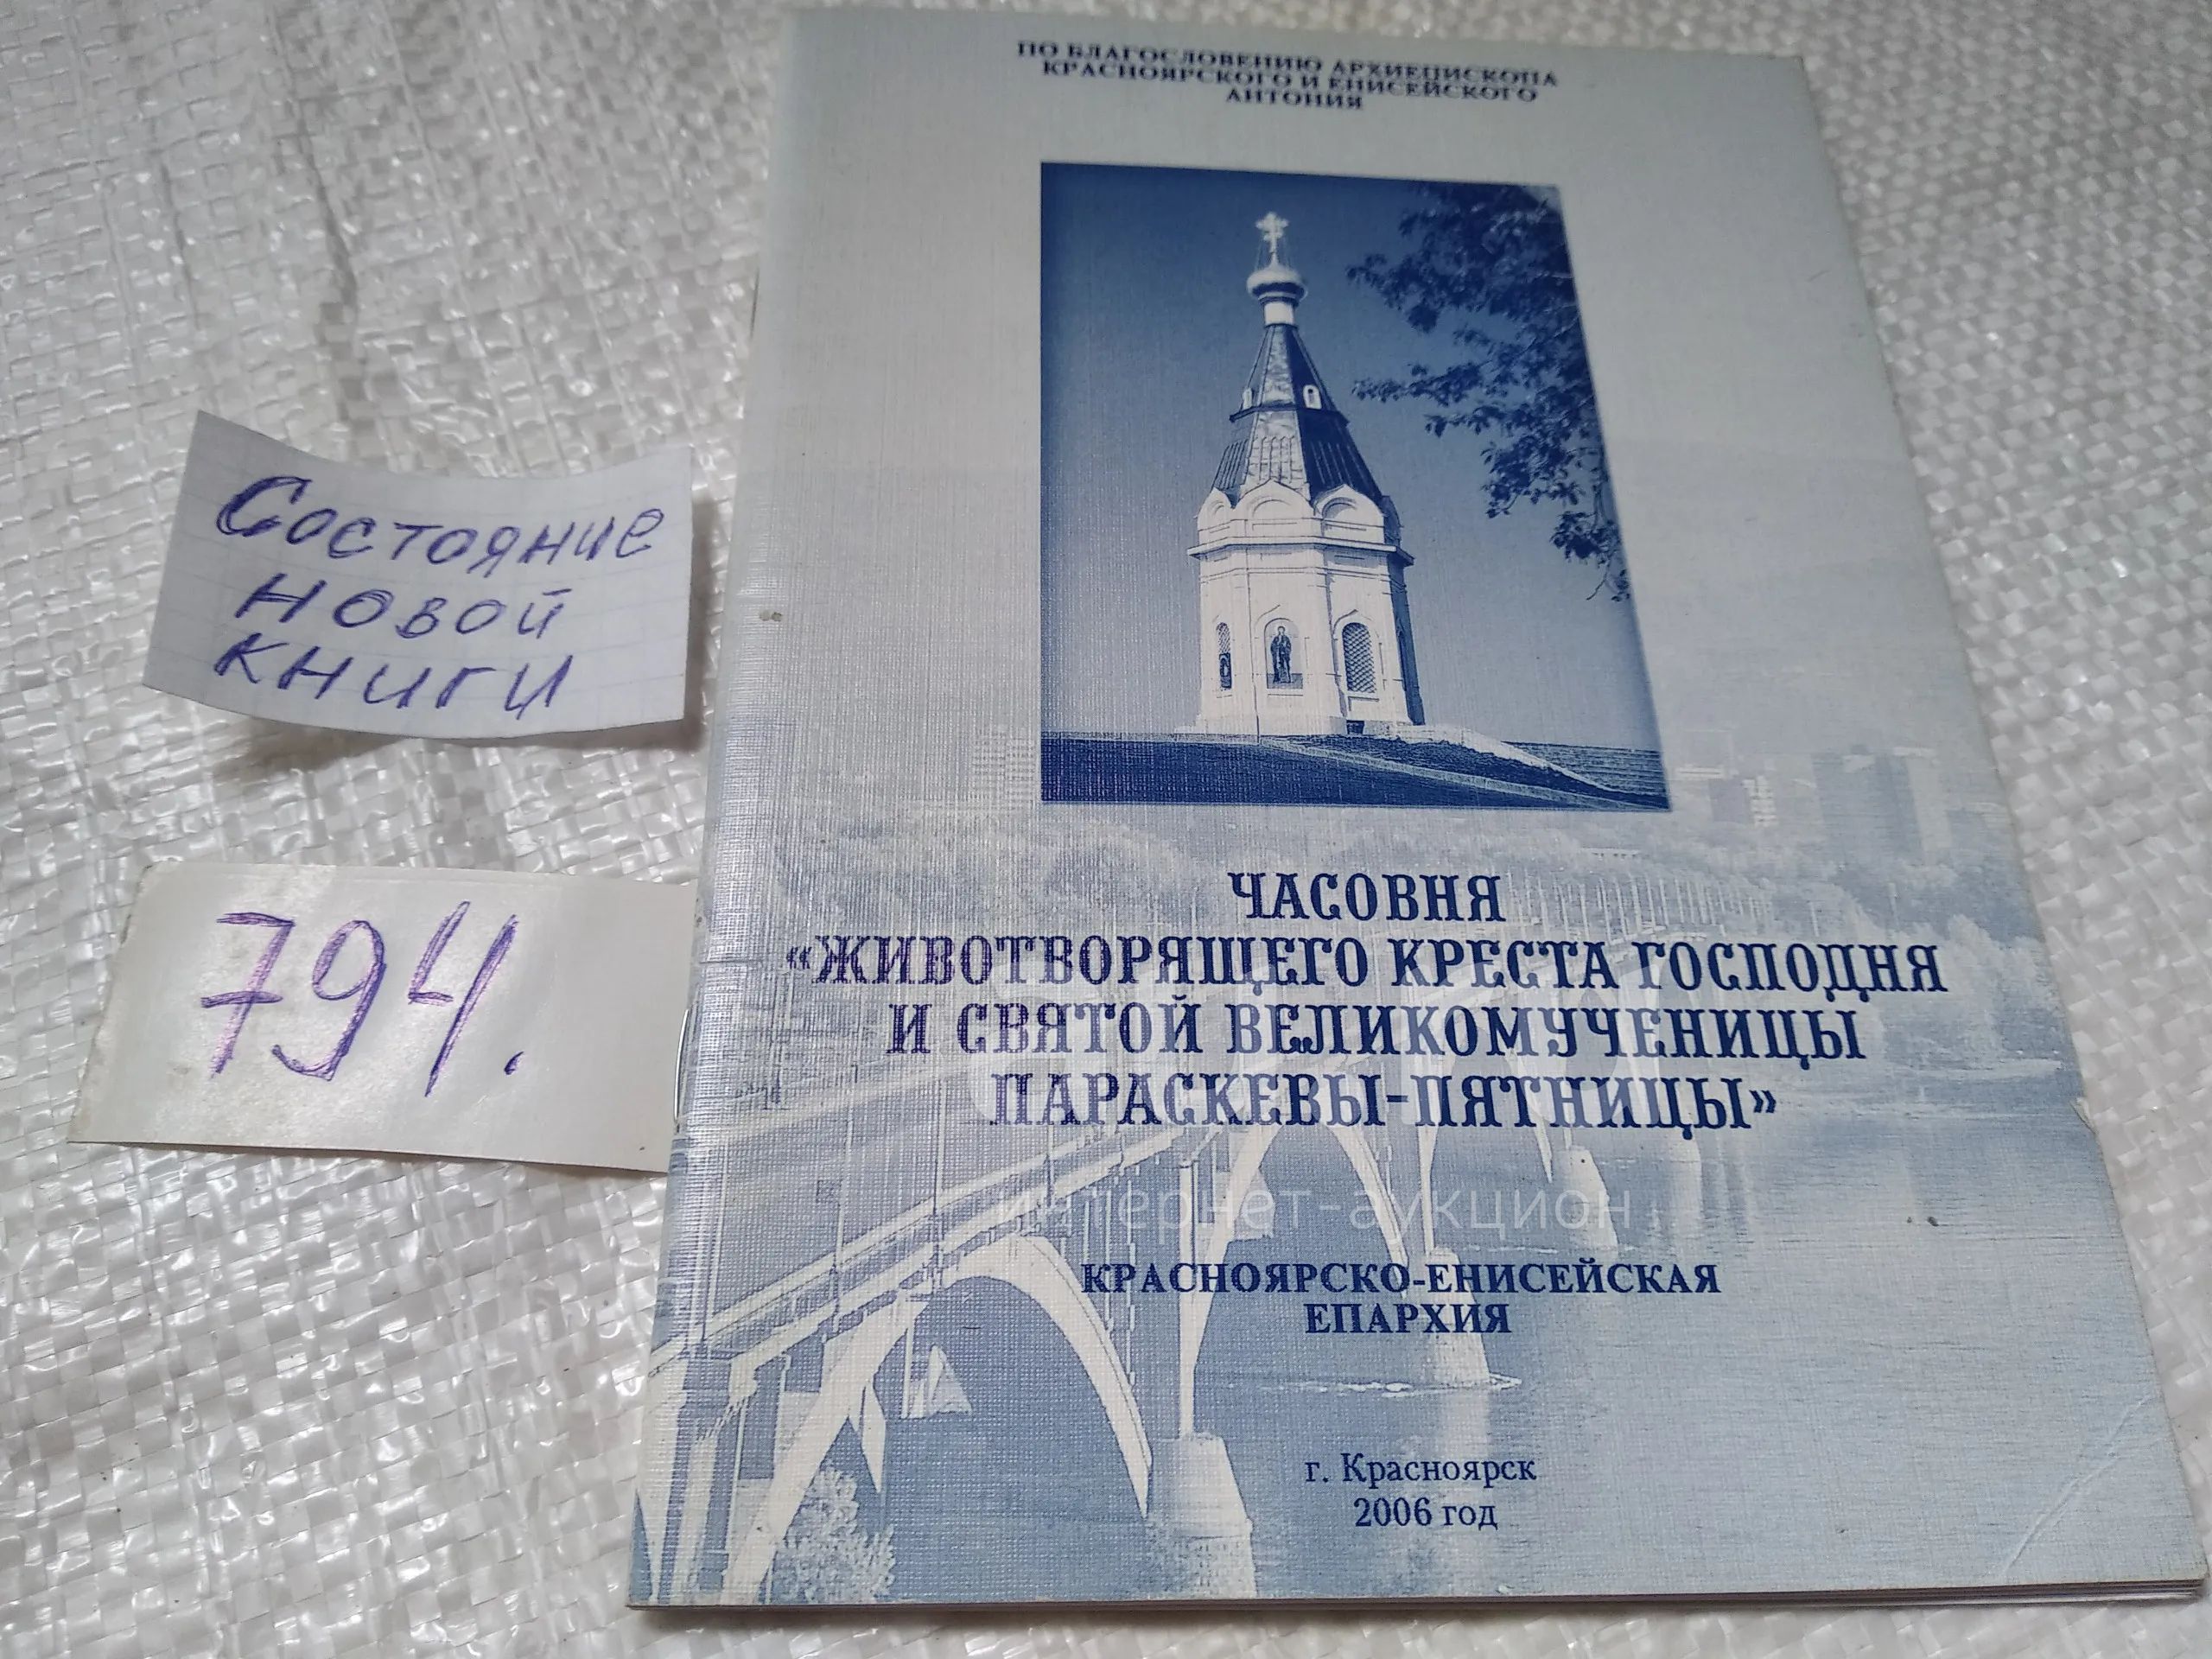 ПО БЛАГОСЛОВЕНИЮ АРХИЕПИСКОПА
КРАСНОЯРСКОГО И ЕНИСЕЙСКОГО
АНТОНИЯ
Состояние
новой
книги
794.
ЧАСОВНЯ
«ЖИВОТВОРЯЩЕГО КРЕСТА ГОСПОДНЯ
И СВЯТОЙ ВЕЛИКОМУЧЕНИЦЫ
ПАРАСКЕВЫ-ПЯТНИЦЫ»
интернет-аукцион
КРАСНОЯРСКО-ЕНИСЕЙСКАЯ
ЕПАРХИЯ
г. Красноярск
2006 год